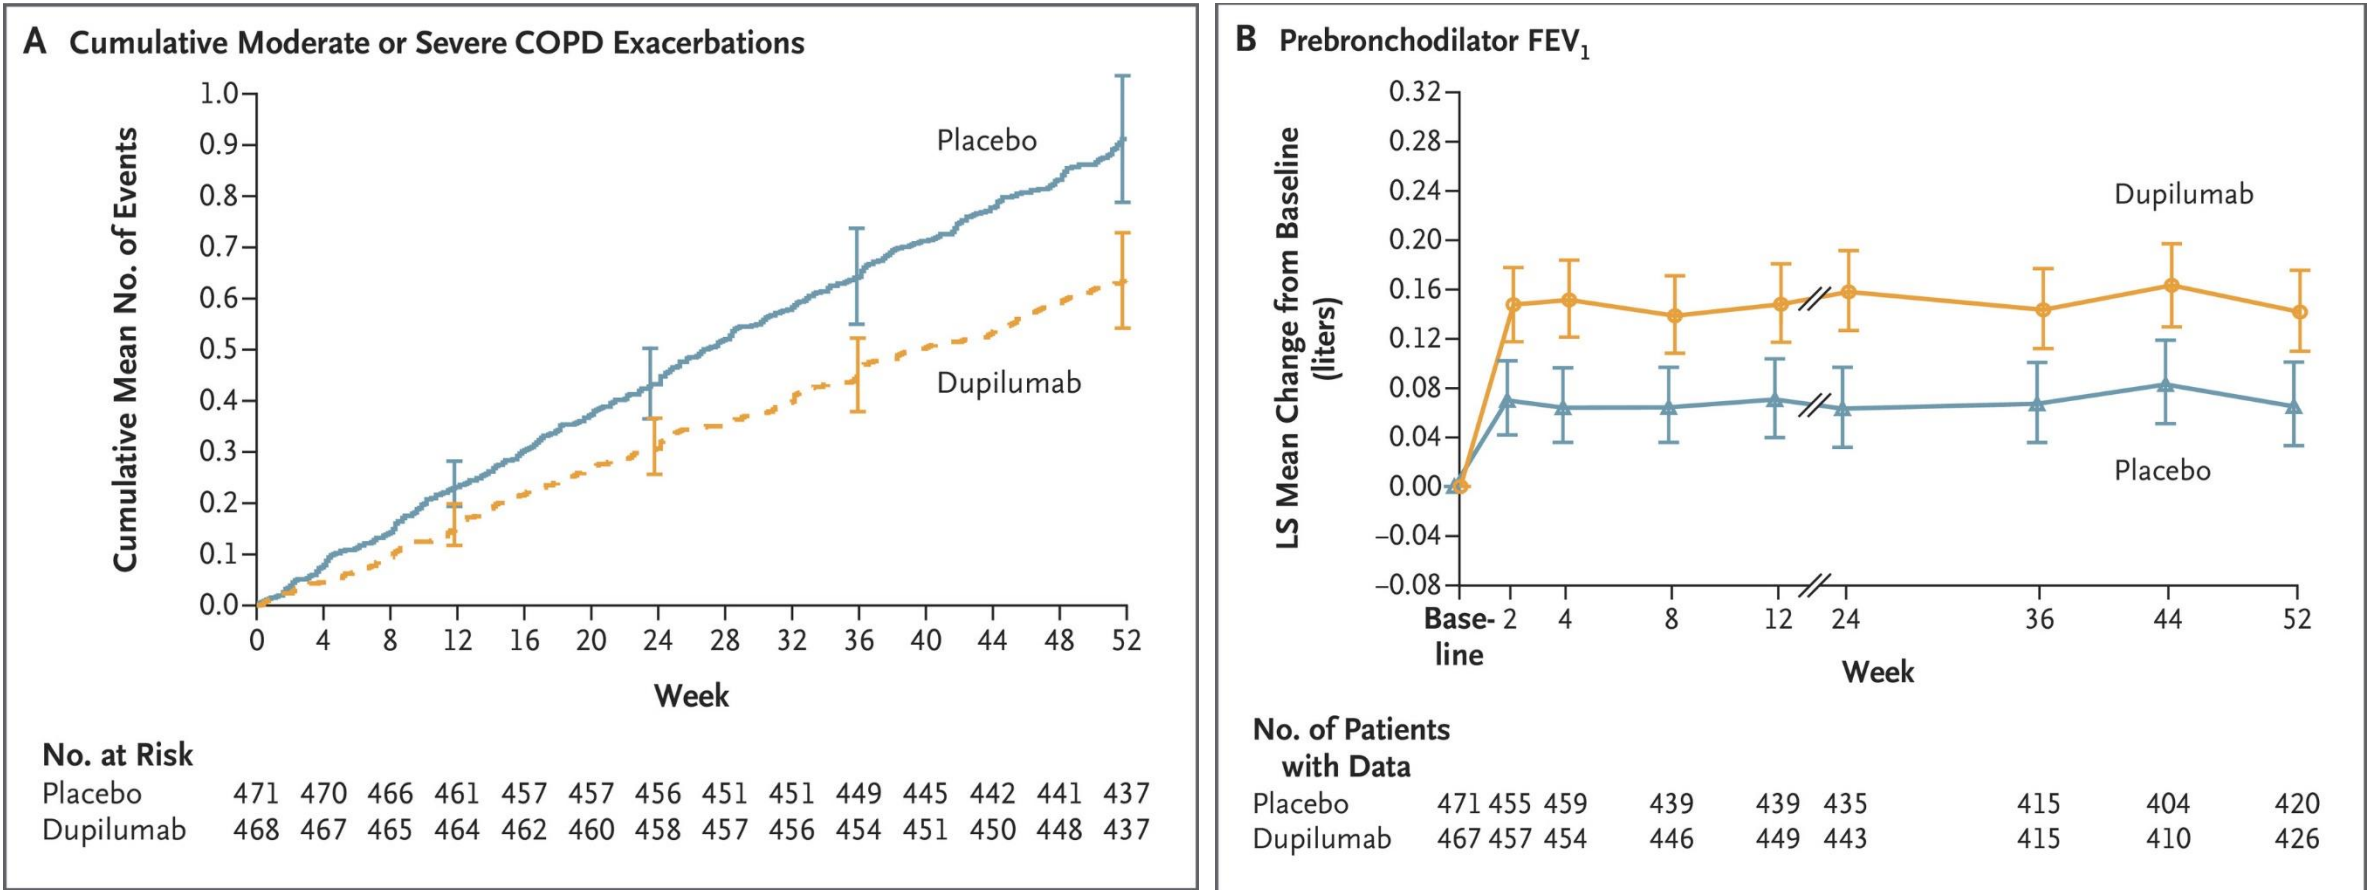 A Cumulative Moderate or Severe COPD Exacerbations
Cumulative Mean No. of Events
1.0
0.9
0.8
0.7
0.6
0.5
0.4
0.3
0.2
0.1
0.0
Placebo
Dupilumab
0 4 8 12 16 20 24 28 32 36 40 44 48 52
Week
No. at Risk
Placebo 471 470 466 461 457 457 456 451 451 449 445 442 441 437
Dupilumab 468 467 465 464 462 460 458 457 456 454 451 450 448 437
B Prebronchodilator FEV1
LS Mean Change from Baseline
(liters)
0.32
0.28
0.24
0.20
0.16
0.12
0.08
0.04
0.00
−0.04
−0.08
Dupilumab
Placebo
Base- 2 4 8 12 24 36 44 52
line
Week
No. of Patients
with Data
Placebo 471 455 459 439 439 435 415 404 420
Dupilumab 467 457 454 446 449 443 415 410 426